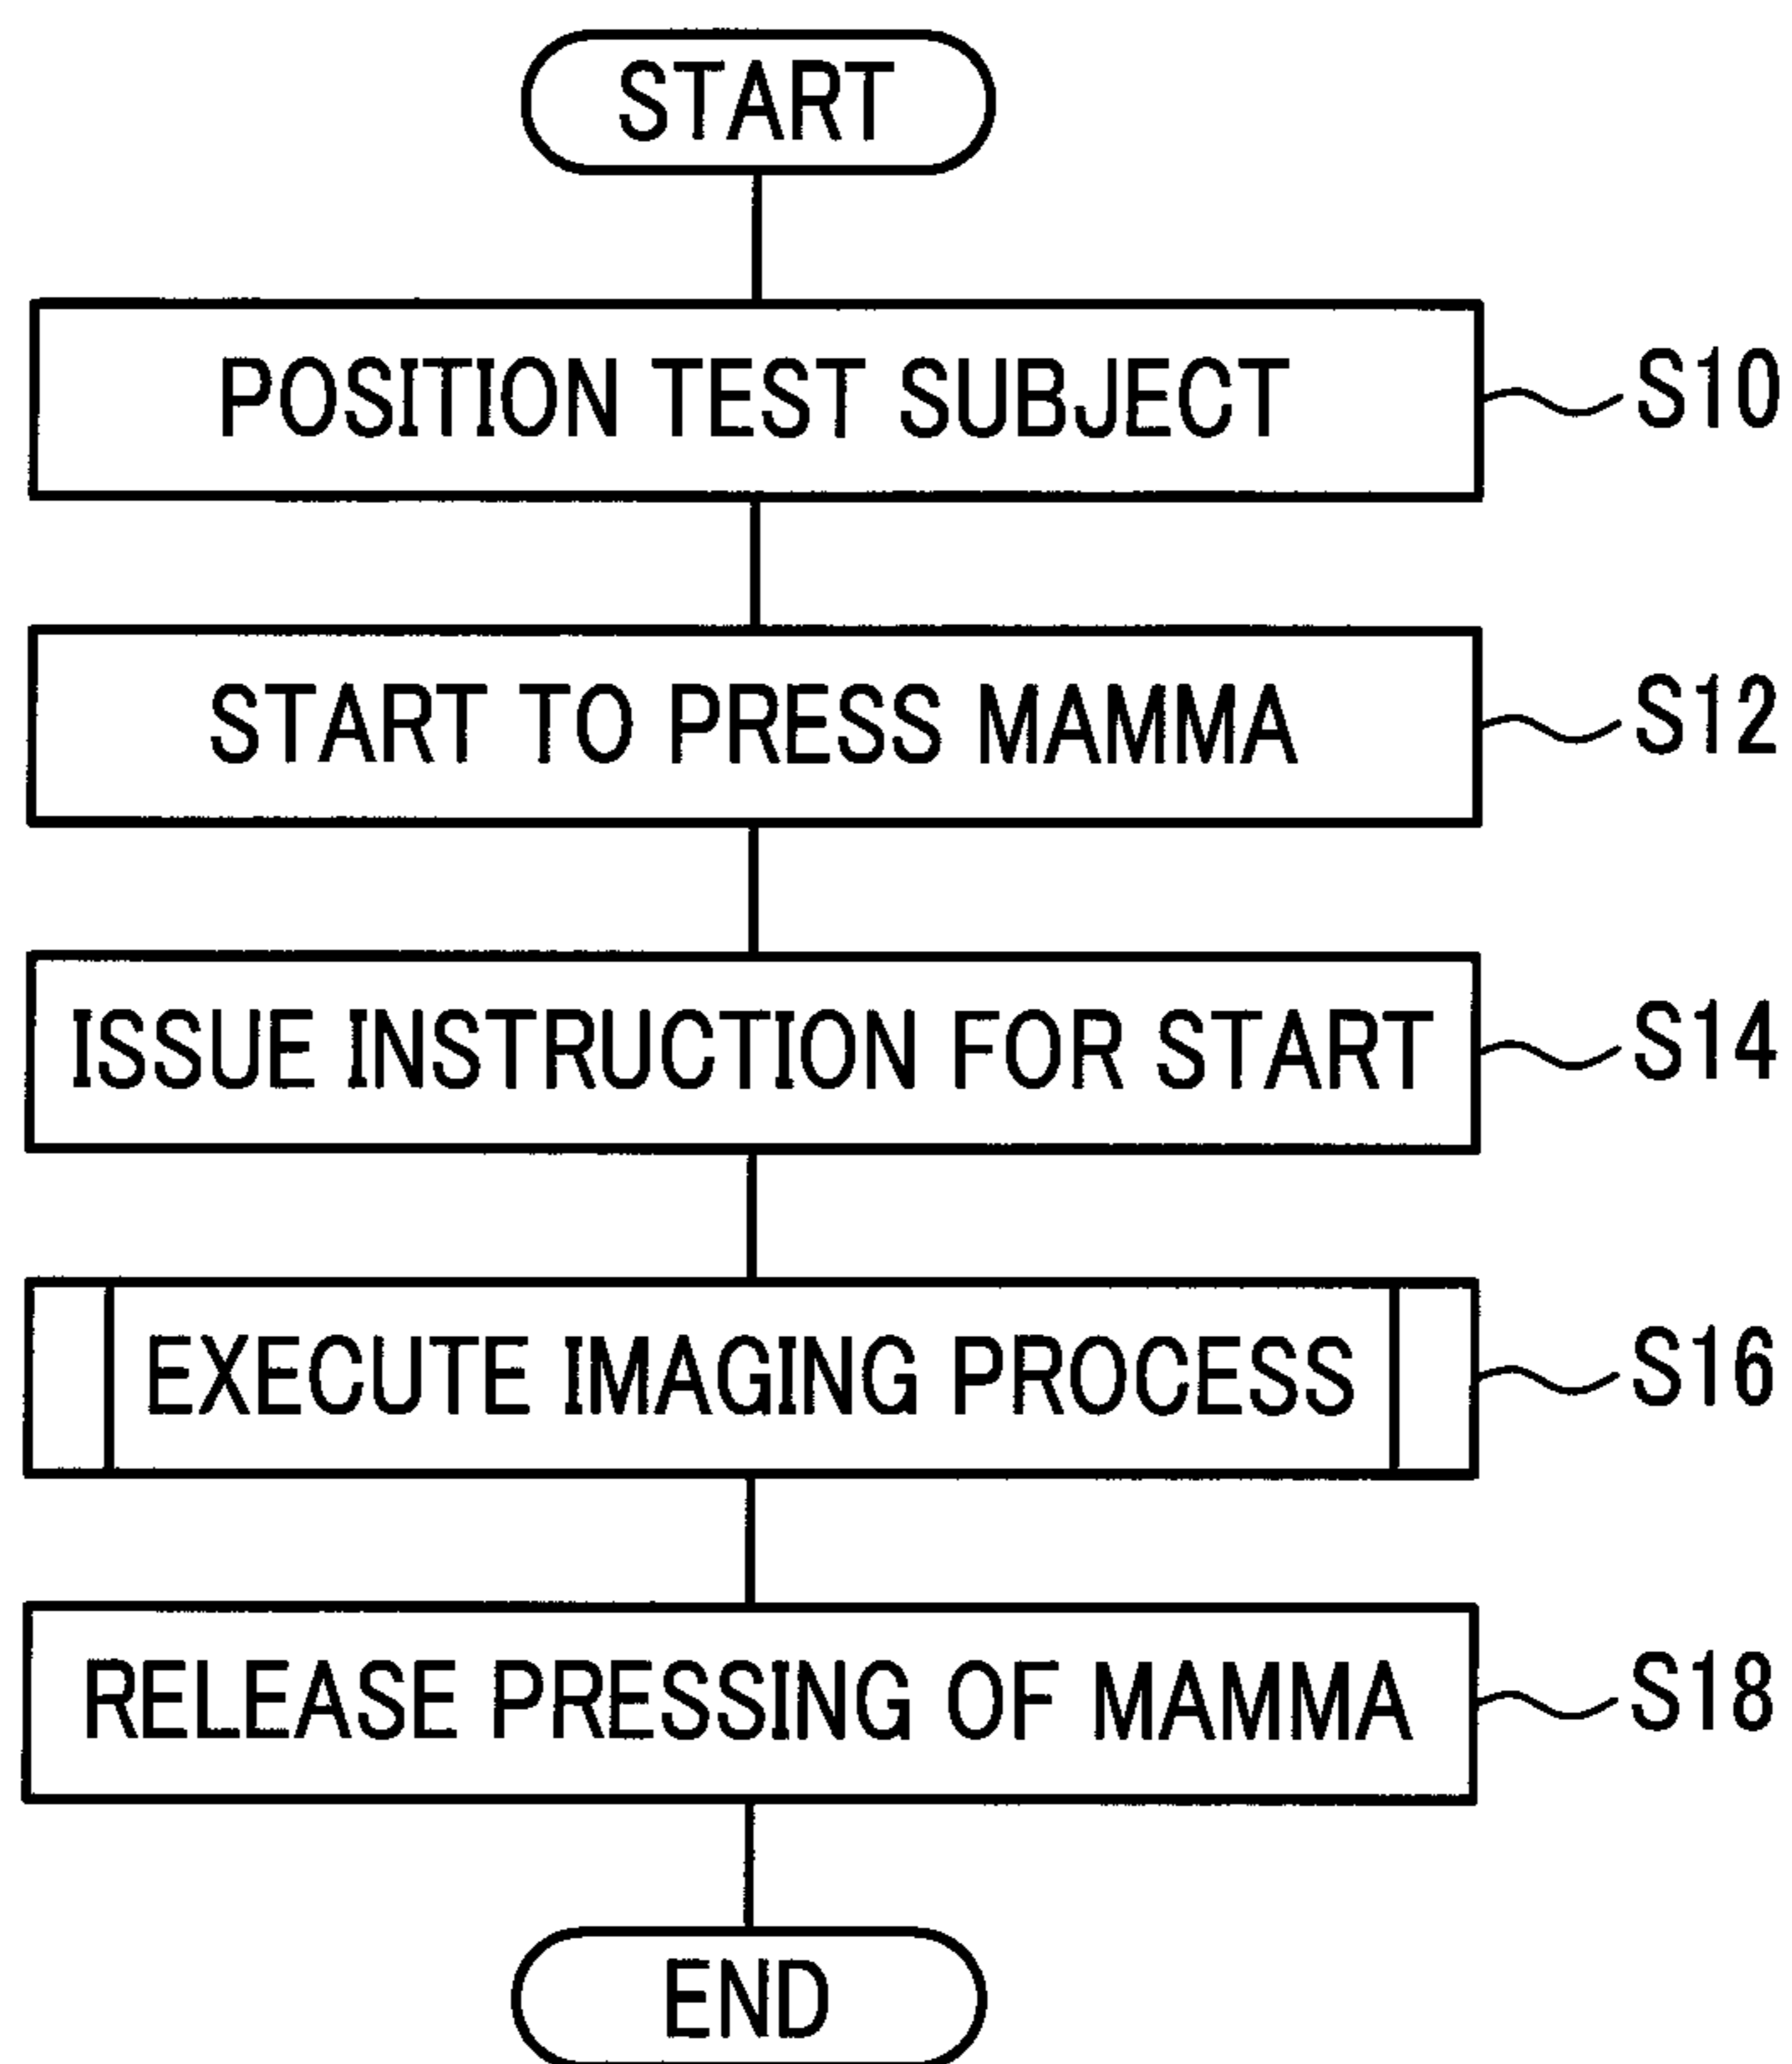 START
POSITION TEST SUBJECT S10
START TO PRESS MAMMA S12
ISSUE INSTRUCTION FOR START S14
EXECUTE IMAGING PROCESS S16
RELEASE PRESSING OF MAMMA S18
END